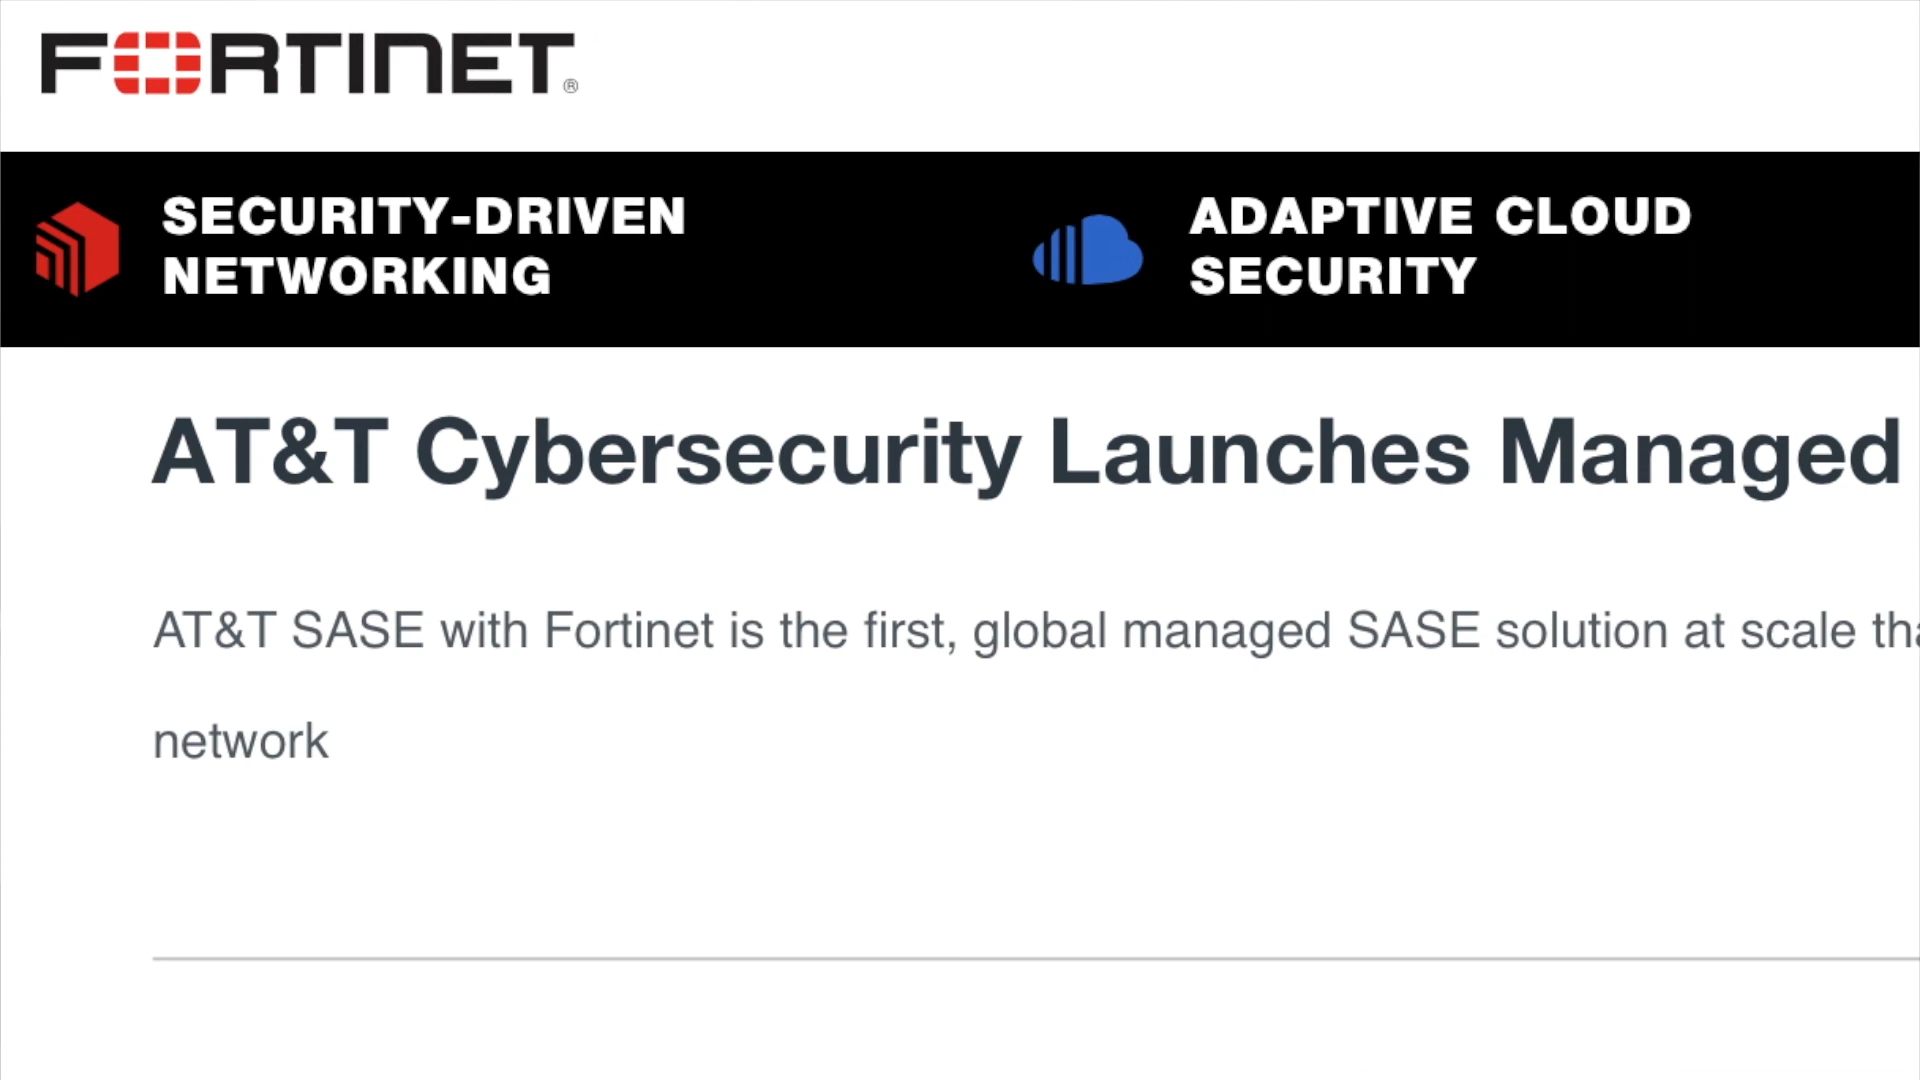 FORTINET®
SECURITY-DRIVEN
NETWORKING
ADAPTIVE CLOUD
SECURITY
AT&T Cybersecurity Launches Managed
AT&T SASE with Fortinet is the first, global managed SASE solution at scale
network